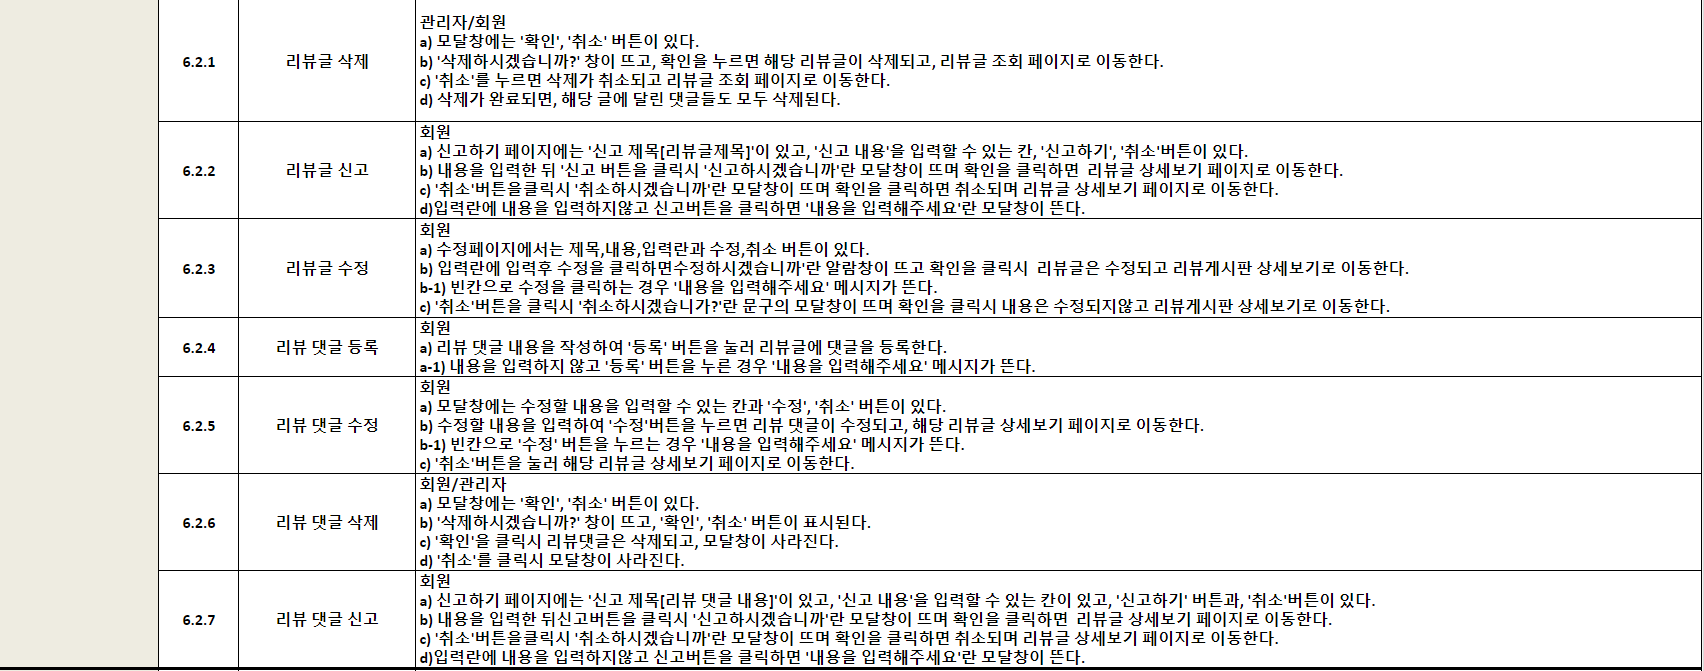 6.2.1
리뷰글 삭제
관리자/회원
a) 모달창에는 '확인', '취소' 버튼이 있다.
b) '삭제하시겠습니까?' 창이 뜨고, 확인을 누르면 해당 리뷰글이 삭제되고, 리뷰글 조회 페이지로 이동한다.
c) '취소'를 누르면 삭제가 취소되고 리뷰글 조회 페이지로 이동한다.
d) 삭제가 완료되면, 해당 글에 달린 댓글들도 모두 삭제된다.
6.2.2
리뷰글 신고
회원
a) 신고하기 페이지에는 '신고 제목[리뷰글제목]'이 있고, '신고 내용'을 입력할 수 있는 칸, '신고하기', '취소'버튼이 있다.
b) 내용을 입력한 뒤 '신고 버튼을 클릭시 '신고하시겠습니까'란 모달창이 뜨며 확인을 클릭하면  리뷰글 상세보기 페이지로 이동한다.
c) '취소'버튼을클릭시 '취소하시겠습니까'란 모달창이 뜨며 확인을 클릭하면 취소되며 리뷰글 상세보기 페이지로 이동한다.
d)입력란에 내용을 입력하지않고 신고버튼을 클릭하면 '내용을 입력해주세요'란 모달창이 뜬다.
6.2.3
리뷰글 수정
회원
a) 수정페이지에서는 제목,내용,입력란과 수정,취소 버튼이 있다.
b) 입력란에 입력후 수정을 클릭하면수정하시겠습니까'란 알람창이 뜨고 확인을 클릭시  리뷰글은 수정되고 리뷰게시판 상세보기로 이동한다.
b-1) 빈칸으로 수정을 클릭하는 경우 '내용을 입력해주세요' 메시지가 뜬다.
c) '취소'버튼을 클릭시 '취소하시겠습니가?'란 문구의 모달창이 뜨며 확인을 클릭시 내용은 수정되지않고 리뷰게시판 상세보기로 이동한다.
6.2.4
리뷰 댓글 등록
회원
a) 리뷰 댓글 내용을 작성하여 '등록' 버튼을 눌러 리뷰글에 댓글을 등록한다.
a-1) 내용을 입력하지 않고 '등록' 버튼을 누른 경우 '내용을 입력해주세요' 메시지가 뜬다.
6.2.5
리뷰 댓글 수정
회원
a) 모달창에는 수정할 내용을 입력할 수 있는 칸과 '수정', '취소' 버튼이 있다.
b) 수정할 내용을 입력하여 '수정'버튼을 누르면 리뷰 댓글이 수정되고, 해당 리뷰글 상세보기 페이지로 이동한다.
b-1) 빈칸으로 '수정' 버튼을 누르는 경우 '내용을 입력해주세요' 메시지가 뜬다.
c) '취소'버튼을 눌러 해당 리뷰글 상세보기 페이지로 이동한다.
6.2.6
리뷰 댓글 삭제
회원/관리자
a) 모달창에는 '확인', '취소' 버튼이 있다.
b) '삭제하시겠습니까?' 창이 뜨고, '확인', '취소' 버튼이 표시된다.
c) '확인'을 클릭시 리뷰댓글은 삭제되고, 모달창이 사라진다.
d) '취소'를 클릭시 모달창이 사라진다.
6.2.7
리뷰 댓글 신고
회원
a) 신고하기 페이지에는 '신고 제목[리뷰 댓글 내용]'이 있고, '신고 내용'을 입력할 수 있는 칸이 있고, '신고하기' 버튼과, '취소'버튼이 있다.
b) 내용을 입력한 뒤신고버튼을 클릭시 '신고하시겠습니까'란 모달창이 뜨며 확인을 클릭하면  리뷰글 상세보기 페이지로 이동한다.
c) '취소'버튼을클릭시 '취소하시겠습니까'란 모달창이 뜨며 확인을 클릭하면 취소되며 리뷰글 상세보기 페이지로 이동한다.
d)입력란에 내용을 입력하지않고 신고버튼을 클릭하면 '내용을 입력해주세요'란 모달창이 뜬다.